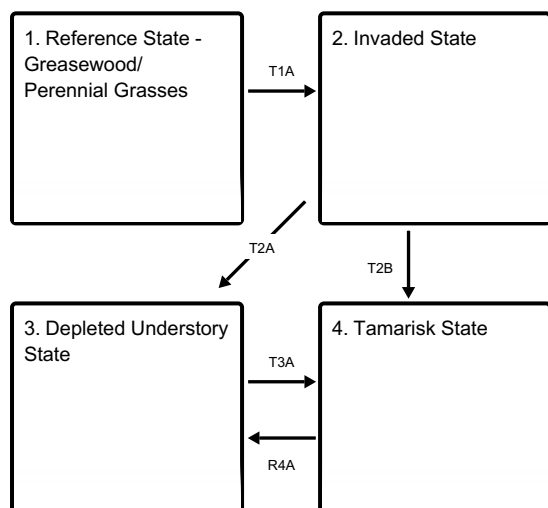 1. Reference State -
Greasewood/
Perennial Grasses
T1A
2. Invaded State
T2A
T2B
3. Depleted Understory
State
T3A
R4A
4. Tamarisk State